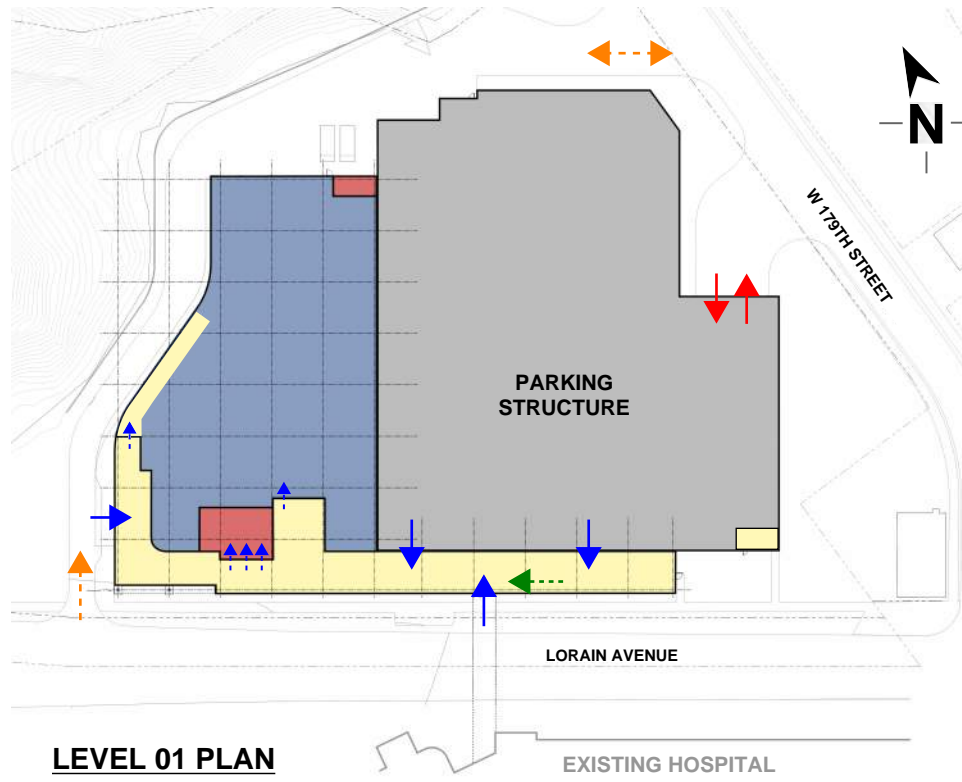 N
W 179TH STREET
PARKING
STRUCTURE
LORAIN AVENUE
LEVEL 01 PLAN
EXISTING HOSPITAL